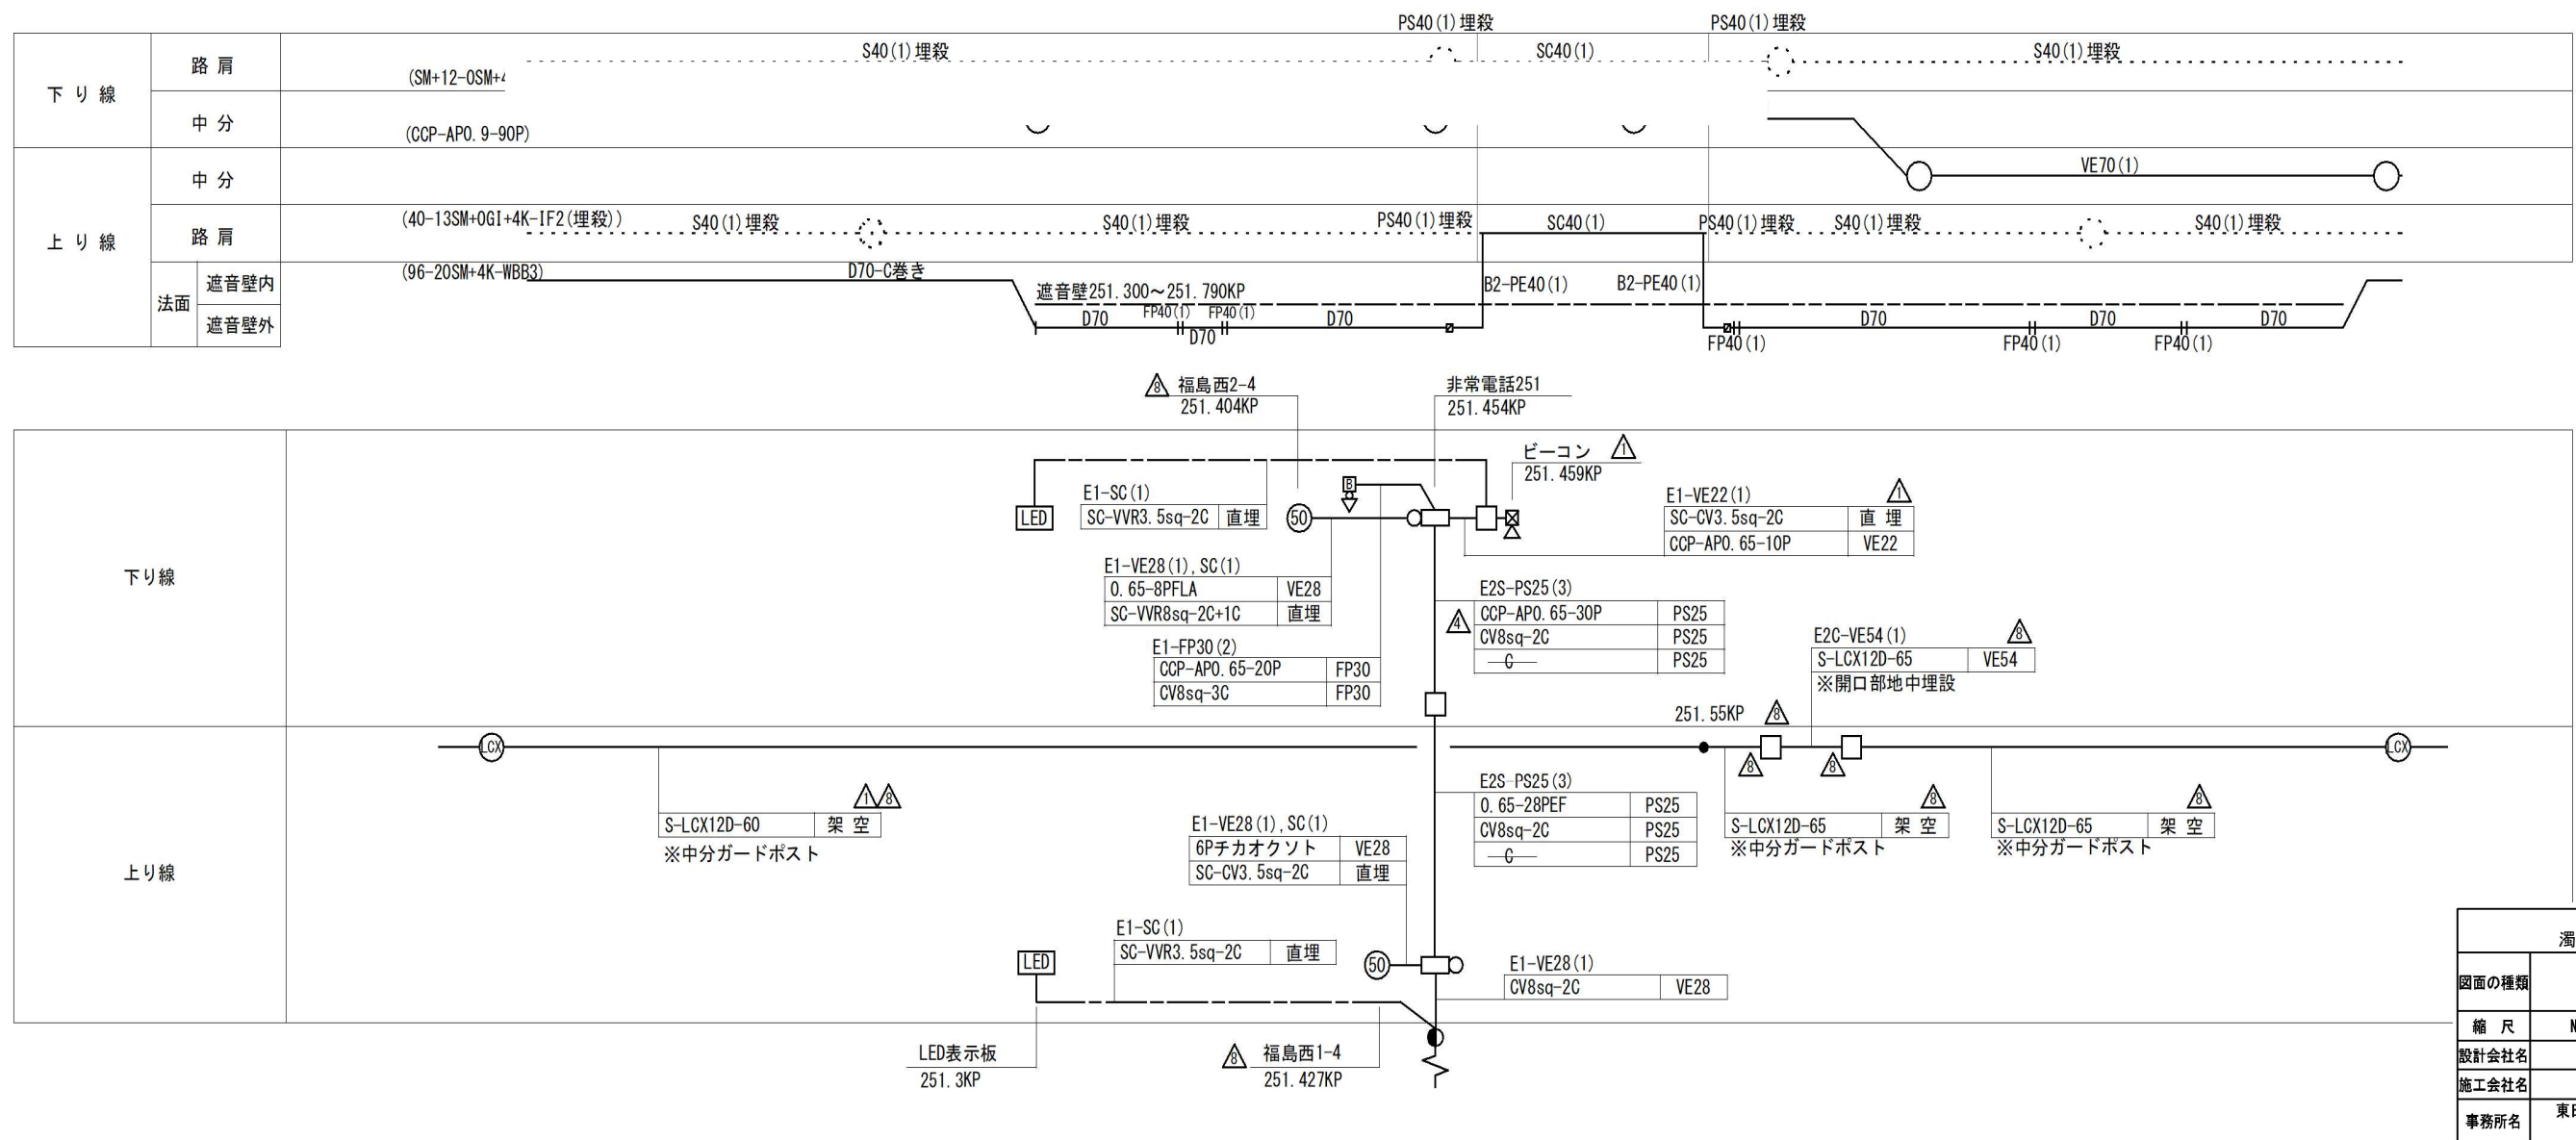 PS40(1)埋殺
PS40(1)埋殺
下り線
路肩
S40(1)埋殺
SC40(1)
S40(1)埋殺
(SM+12-0SM+
中分
(CCP-AP0.9-90P)
上り線
中分
VE70(1)
路肩
(40-13SM+0GI+4K-IF2(埋殺))
S40(1)埋殺
S40(1)埋殺
PS40(1)埋殺
SC40(1)
PS40(1)埋殺
S40(1)埋殺
S40(1)埋殺
法面
遮音壁内
(96-20SM+4K-WBB3)
D70-C巻き
遮音壁251.300～251.790KP
B2-PE40(1)
B2-PE40(1)
遮音壁外
D70
FP40(1)
FP40(1)
D70
D70
D70
D70
D70
FP40(1)
FP40(1)
FP40(1)
8
福島西2-4
251.404KP
非常電話251
251.454KP
下り線
ビーコン
1
251.459KP
LED
E1-SC(1)
SC-VVR3.5sq-2C
直埋
50
B
E1-VE22(1)
1
SC-CV3.5sq-2C
直埋
CCP-AP0.65-10P
VE22
E1-VE28(1),SC(1)
0.65-8PFLA
VE28
SC-VVR8sq-2C+1C
直埋
E2S-PS25(3)
4
CCP-AP0.65-30P
PS25
CV8sq-2C
PS25
C
PS25
E1-FP30(2)
CCP-AP0.65-20P
FP30
CV8sq-3C
FP30
E2C-VE54(1)
8
S-LCX12D-65
VE54
※開口部地中埋設
251.55KP
8
上り線
LCX
8
8
LCX
1
8
S-LCX12D-60
架空
※中分ガードポスト
E2S-PS25(3)
0.65-28PEF
PS25
CV8sq-2C
PS25
C
PS25
8
S-LCX12D-65
架空
※中分ガードポスト
8
S-LCX12D-65
架空
※中分ガードポスト
E1-VE28(1),SC(1)
6Pチカオクソト
VE28
SC-CV3.5sq-2C
直埋
E1-SC(1)
SC-VVR3.5sq-2C
直埋
LED
50
E1-VE28(1)
CV8sq-2C
VE28
LED表示板
251.3KP
8
福島西1-4
251.427KP
濁
図面の種類
縮尺
N
設計会社名
施工会社名
事務所名
東